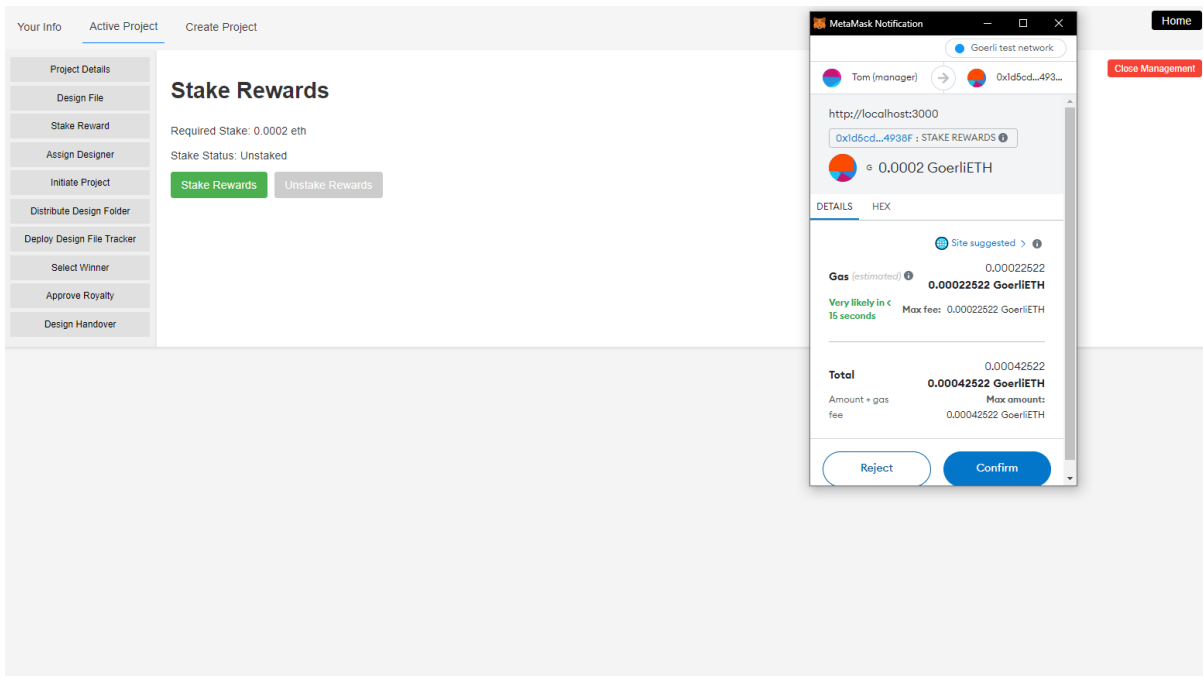 Your Info
Active Project
Create Project
Home
Close Management
Project Details
Design File
Stake Reward
Assign Designer
Initiate Project
Distribute Design Folder
Deploy Design File Tracker
Select Winner
Approve Royalty
Design Handover
Stake Rewards
Required Stake: 0.0002 eth
Stake Status: Unstaked
Stake Rewards
Unstake Rewards
MetaMask Notification
Goerli test network
Tom (manager)
0x1d5cd...493...
http://localhost:3000
0x1d5cd...4938F : STAKE REWARDS
G 0.0002 GoerliETH
DETAILS
HEX
Site suggested >
Gas (estimated)
0.00022522
0.00022522 GoerliETH
Very likely in <
15 seconds
Max fee: 0.00022522 GoerliETH
Total
0.00042522
0.00042522 GoerliETH
Amount + gas
fee
Max amount:
0.00042522 GoerliETH
Reject
Confirm